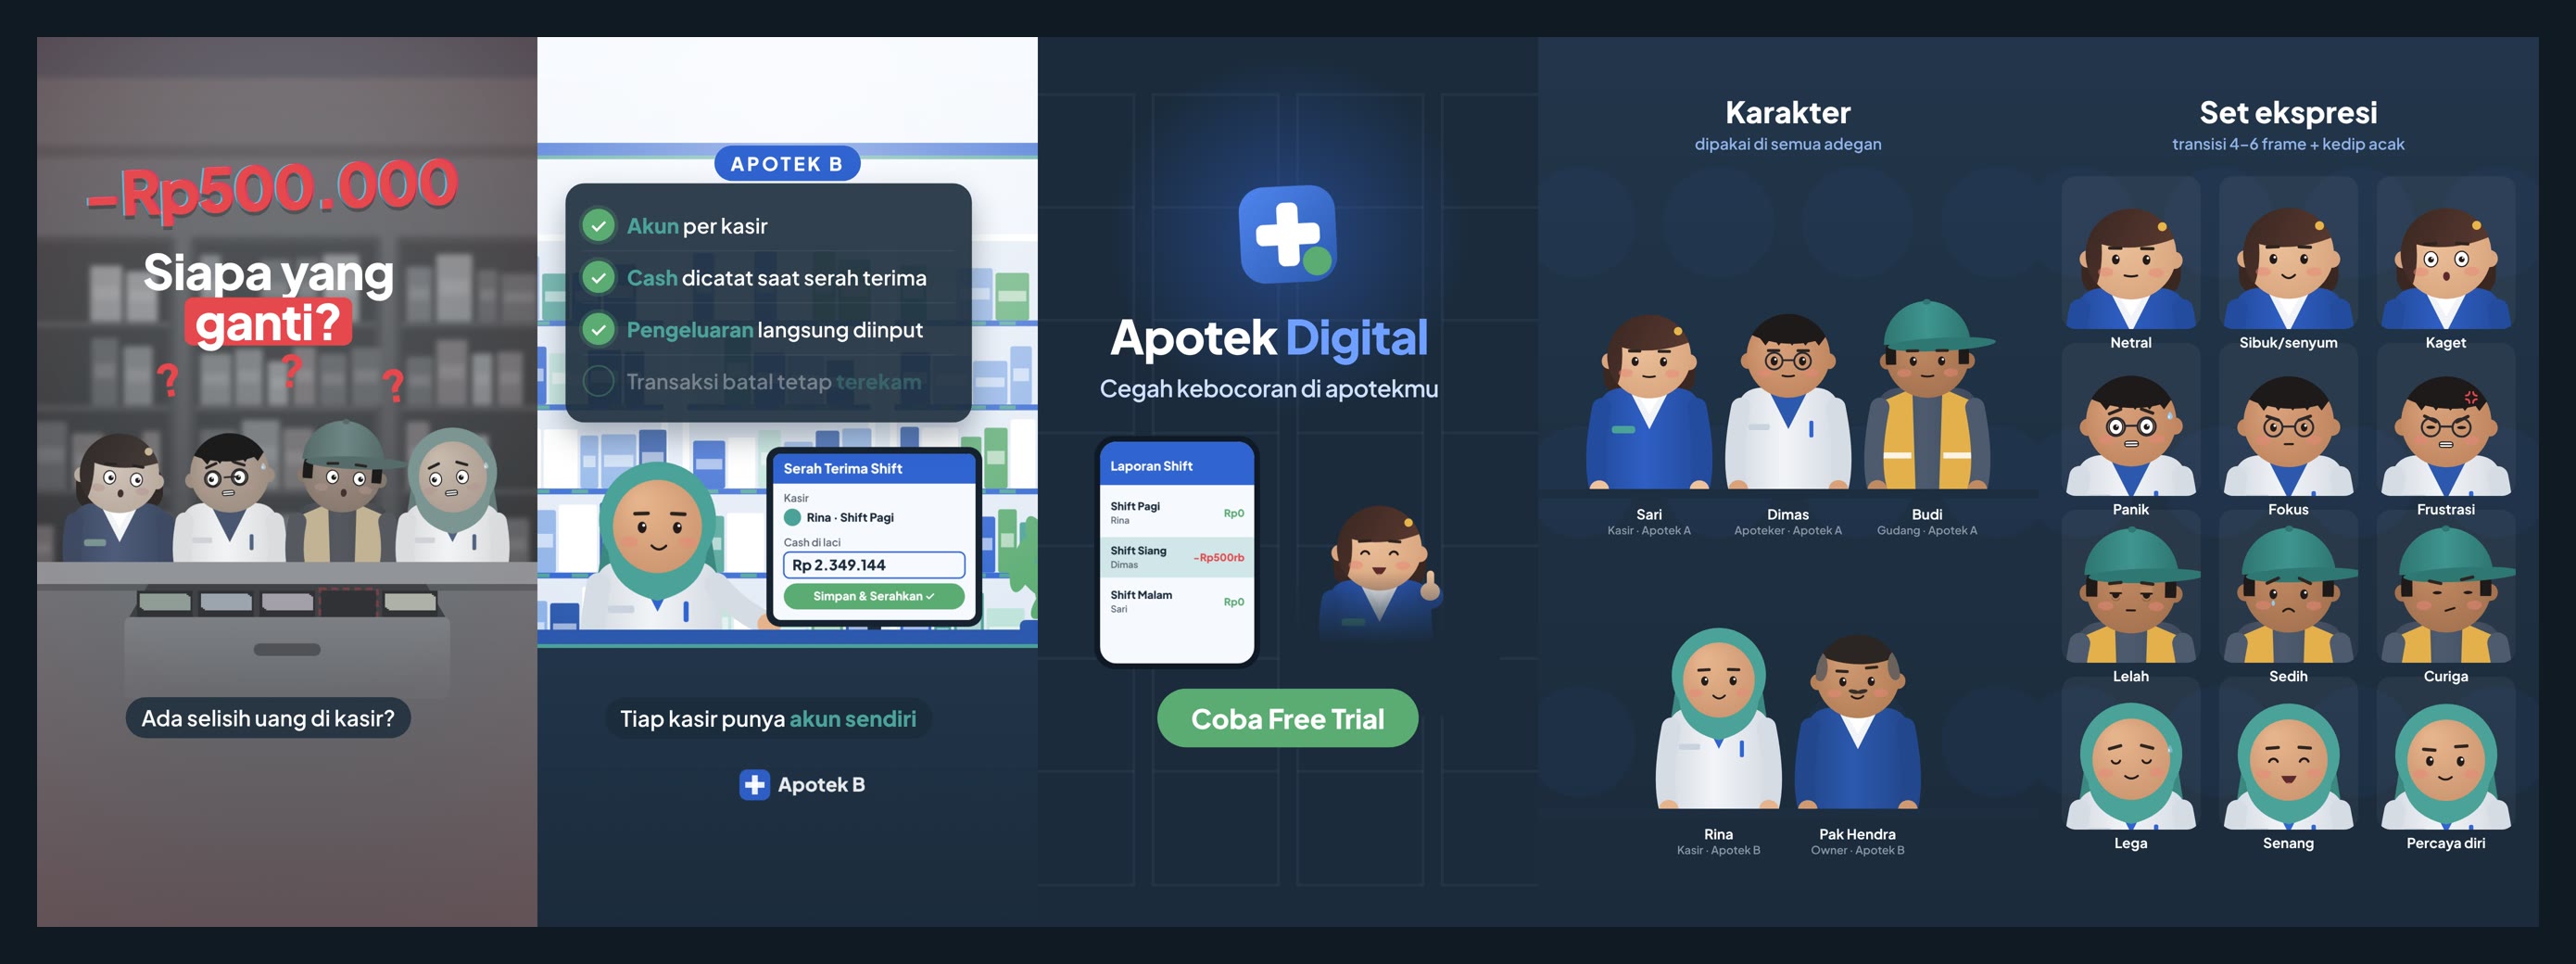 -Rp500.000
Siapa yang
ganti?
?
?
?
Ada selisih uang di kasir?
APOTEK B
Akun per kasir
Cash dicatat saat serah terima
Pengeluaran langsung diinput
Transaksi batal tetap terekam
Serah Terima Shift
Kasir
Rina · Shift Pagi
Cash di laci
Rp 2.349.144
Simpan & Serahkan ✓
Tiap kasir punya akun sendiri
Apotek B
Apotek Digital
Cegah kebocoran di apotekmu
Laporan Shift
Shift Pagi
Rina
Rp0
Shift Siang
Dimas
-Rp500rb
Shift Malam
Sari
Rp0
Coba Free Trial
Karakter
dipakai di semua adegan
Sari
Kasir · Apotek A
Dimas
Apoteker · Apotek A
Budi
Gudang · Apotek A
Rina
Kasir · Apotek B
Pak Hendra
Owner · Apotek B
Set ekspresi
transisi 4–6 frame + kedip acak
Netral
Sibuk/senyum
Kaget
Panik
Fokus
Frustrasi
Lelah
Sedih
Curiga
Lega
Senang
Percaya diri